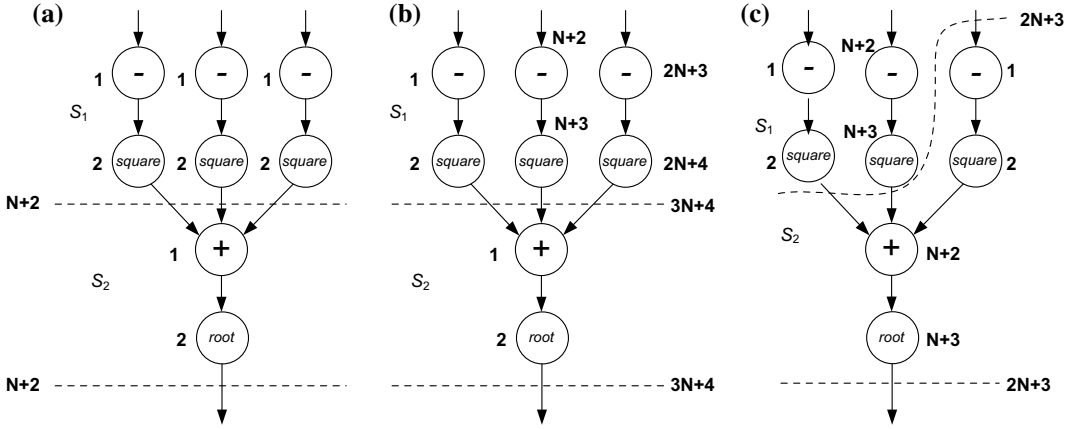 (a)
1 - 1 - 1 -
S1
2 square 2 square 2 square
N+2
1 +
S2
2 root
N+2
(b)
N+2
1 - - - 2N+3
S1
N+3
2 square square square 2N+4
3N+4
1 +
S2
2 root
3N+4
(c)
2N+3
N+2
1 - - - 1
S1
N+3
2 square square square 2
S2
+ N+2
root N+3
2N+3